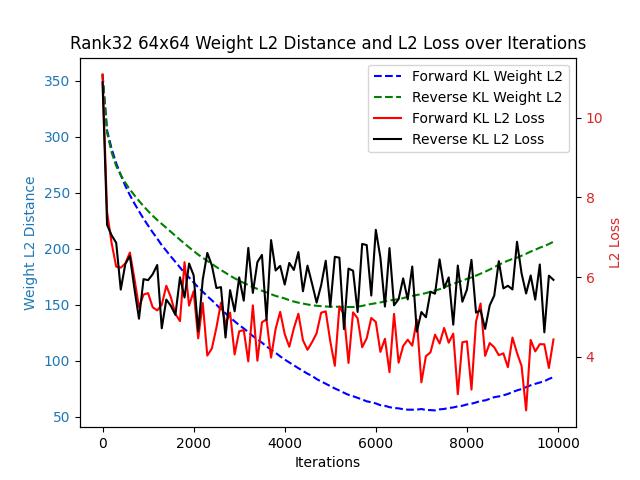 Rank32 64x64 Weight L2 Distance and L2 Loss over Iterations
Forward KL Weight L2
Reverse KL Weight L2
Forward KL L2 Loss
Reverse KL L2 Loss
Weight L2 Distance
350
300
250
200
150
100
50
L2 Loss
10
8
6
4
0
2000
4000
6000
8000
10000
Iterations